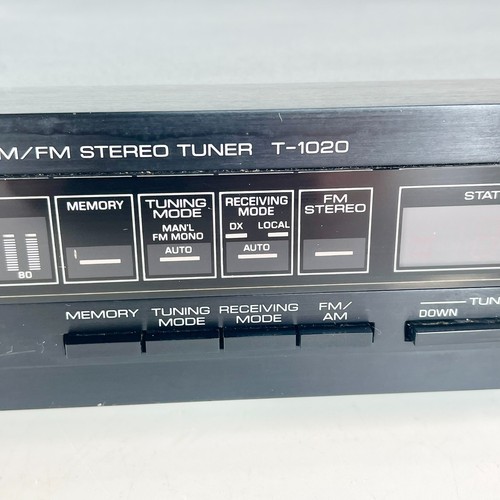 M/FM STEREO TUNER T-1020
MEMORY
TUNING
MODE
MAN'L
FM MONO
AUTO
RECEIVING
MODE
DX LOCAL
AUTO
FM
STEREO
STAT
80
MEMORY
TUNING
MODE
RECEIVING
MODE
FM/
AM
TUN
DOWN